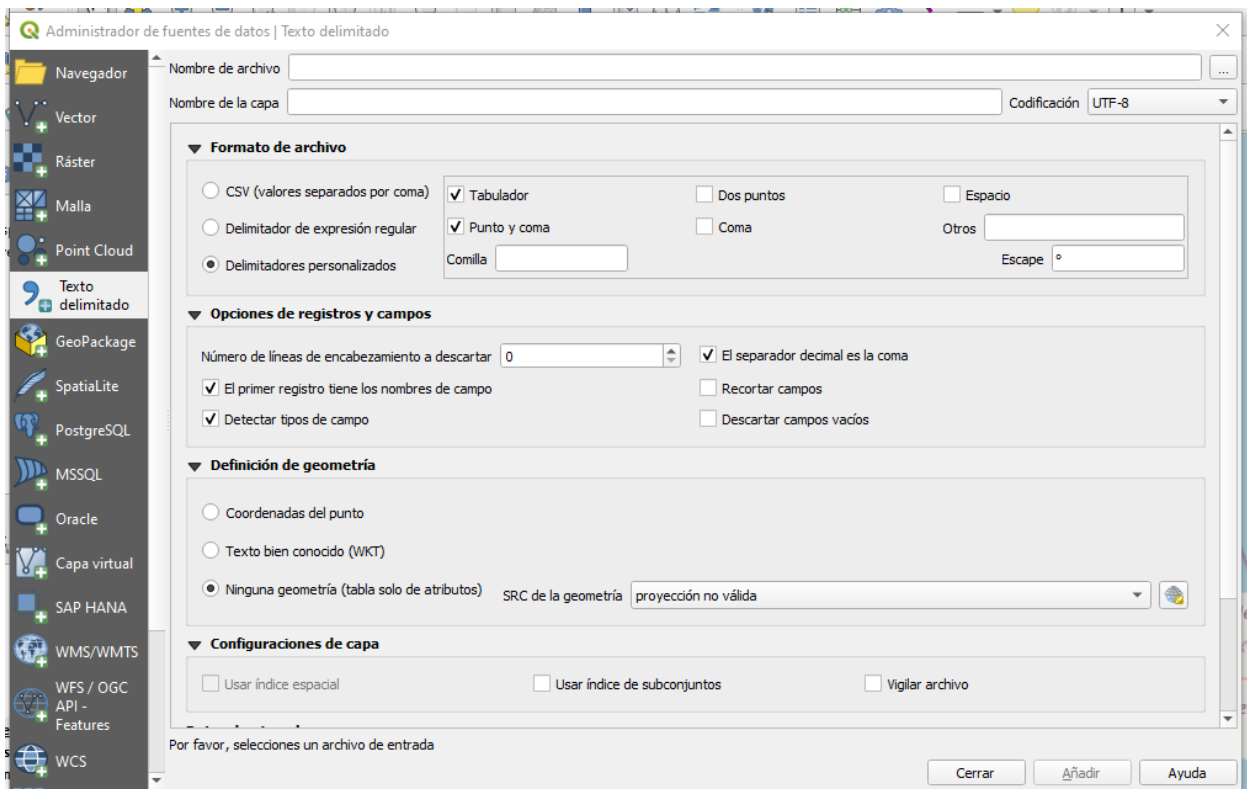 Administrador de fuentes de datos | Texto delimitado
Navegador
Vector
Ráster
Malla
Point Cloud
Texto
delimitado
GeoPackage
SpatiaLite
PostgreSQL
MSSQL
Oracle
Capa virtual
SAP HANA
WMS/WMTS
WFS / OGC
API -
Features
WCS
Nombre de archivo
...
Nombre de la capa
Codificación UTF-8
Formato de archivo
CSV (valores separados por coma)
Tabulador
Dos puntos
Espacio
Delimitador de expresión regular
Punto y coma
Coma
Otros
Delimitadores personalizados
Comilla
Escape º
Opciones de registros y campos
Número de líneas de encabezamiento a descartar 0
El separador decimal es la coma
El primer registro tiene los nombres de campo
Recortar campos
Detectar tipos de campo
Descartar campos vacíos
Definición de geometría
Coordenadas del punto
Texto bien conocido (WKT)
Ninguna geometría (tabla solo de atributos)
SRC de la geometría proyección no válida
Configuraciones de capa
Usar índice espacial
Usar índice de subconjuntos
Vigilar archivo
Por favor, selecciones un archivo de entrada
Cerrar
Añadir
Ayuda